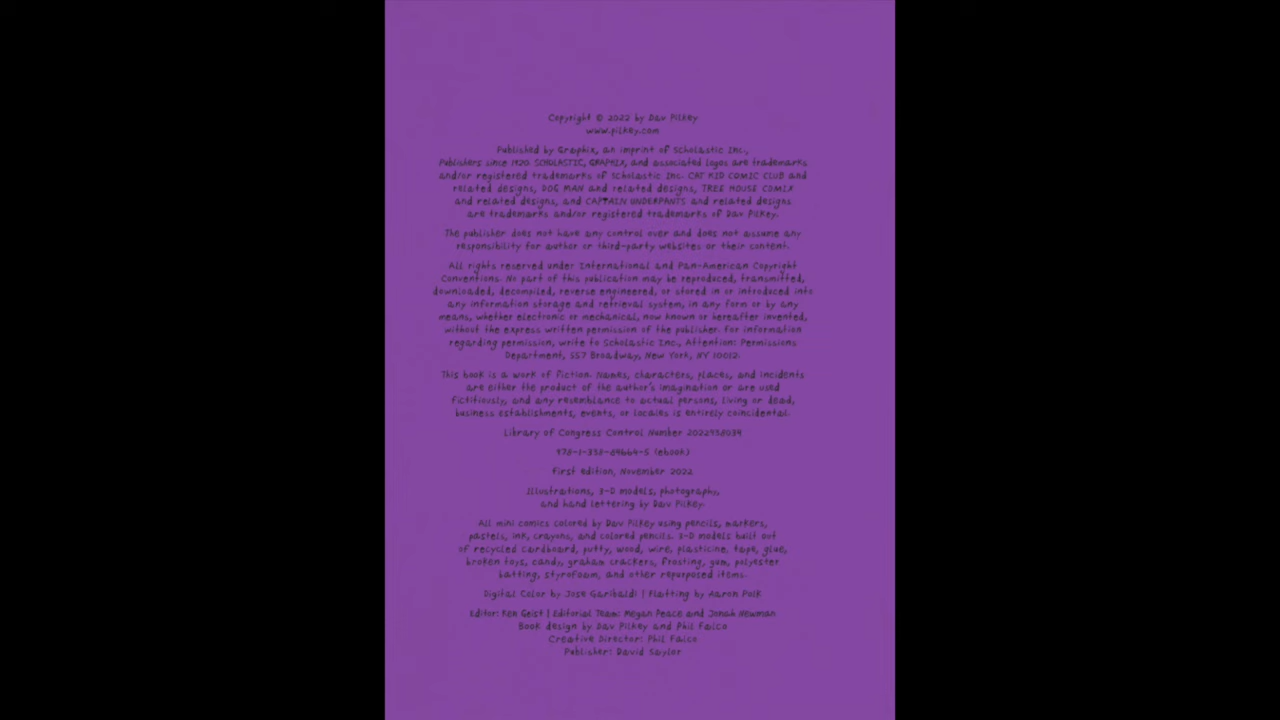 Copyright © 2022 by Dav Pilkey
www.pilkey.com
Published by Graphix, an imprint of Scholastic Inc.,
Publishers since 1920. SCHOLASTIC, GRAPHIX, and associated logos are trademarks
and/or registered trademarks of Scholastic Inc. CAT KID COMIC CLUB and
related designs, DOG MAN and related designs, TREE HOUSE COMIX
and related designs, and CAPTAIN UNDERPANTS and related designs
are trademarks and/or registered trademarks of Dav Pilkey.
The publisher does not have any control over and does not assume any
responsibility for author or third-party websites or their content.
All rights reserved under International and Pan-American Copyright
Conventions. No part of this publication may be reproduced, transmitted,
downloaded, decompiled, reverse engineered, or stored in or introduced into
any information storage and retrieval system, in any form or by any
means, whether electronic or mechanical, now known or hereafter invented,
without the express written permission of the publisher. For information
regarding permission, write to Scholastic Inc., Attention: Permissions
Department, 557 Broadway, New York, NY 10012.
This book is a work of fiction. Names, characters, places, and incidents
are either the product of the author's imagination or are used
fictitiously, and any resemblance to actual persons, living or dead,
business establishments, events, or locales is entirely coincidental.
Library of Congress Control Number
(ebook)
First edition, November 2022
Illustrations, 3-D models, photography,
and hand lettering by Dav Pilkey.
All mini comics colored by Dav Pilkey using pencils, markers,
pastels, ink, crayons, and colored pencils. 3-D models built out
of recycled cardboard, putty, wood, wire, plasticine, tape, glue,
broken toys, candy, graham crackers, frosting, gum, polyester
batting, styrofoam, and other repurposed items.
Digital Color by Jose Garibaldi | Flatting by Aaron Polk
Editor: Ken Geist | Editorial Team: Megan Peace and Jonah Newman
Book design by Dav Pilkey and Phil Falco
Creative Director: Phil Falco
Publisher: David Saylor